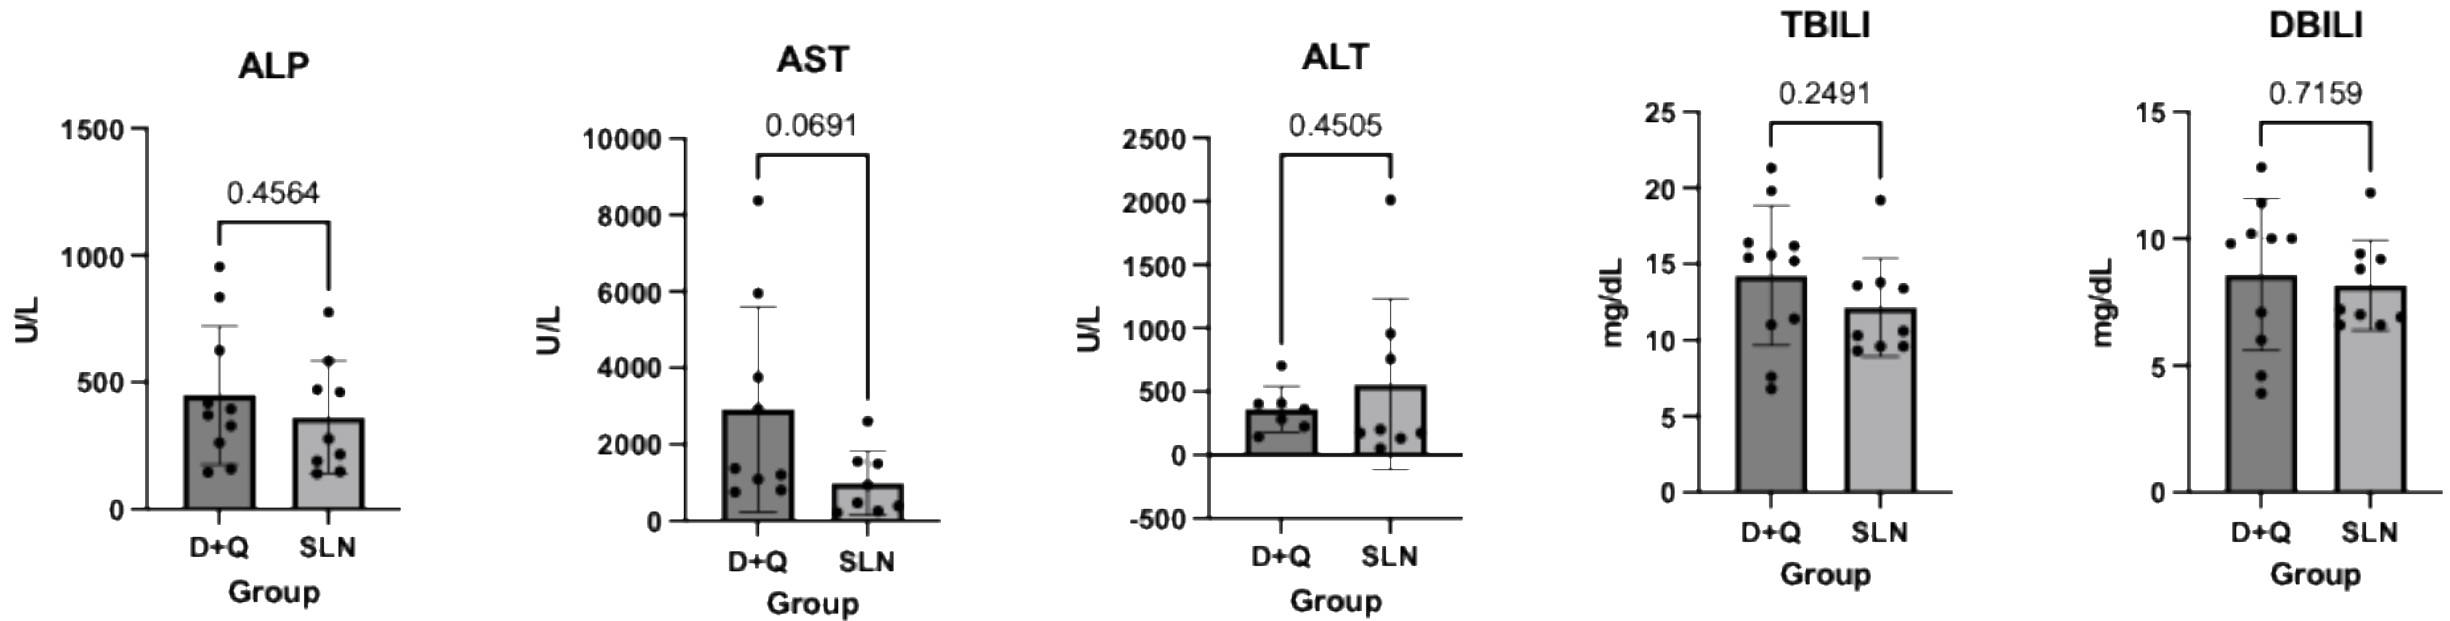 ALP
1500
1000
500
0
U/L
0.4564
D+Q SLN
Group
AST
10000
8000
6000
4000
2000
0
U/L
0.0691
D+Q SLN
Group
ALT
2500
2000
1500
1000
500
0
-500
U/L
0.4505
D+Q SLN
Group
TBILI
25
20
15
10
5
0
mg/dL
0.2491
D+Q SLN
Group
DBILI
15
10
5
0
mg/dL
0.7159
D+Q SLN
Group